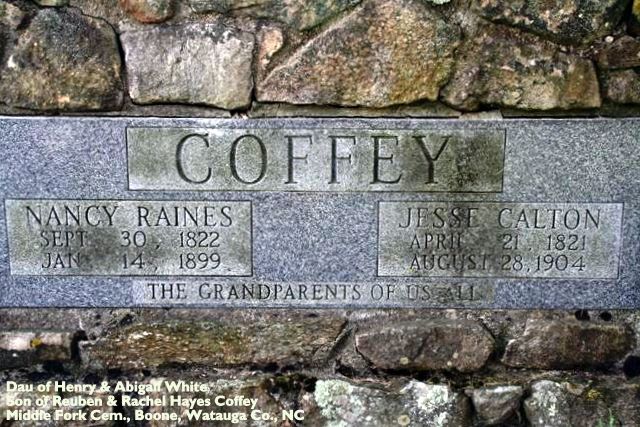 COFFEY
NANCY RAINES
SEPT. 30, 1822
JAN. 14, 1899
JESSE CALTON
APRIL 21, 1821
AUGUST 28, 1904
THE GRANDPARENTS OF US ALL
Dau of Henry & Abigail White
Son of Reuben & Rachel Hayes Coffey
Middle Fork Cem., Boone, Watauga Co., NC